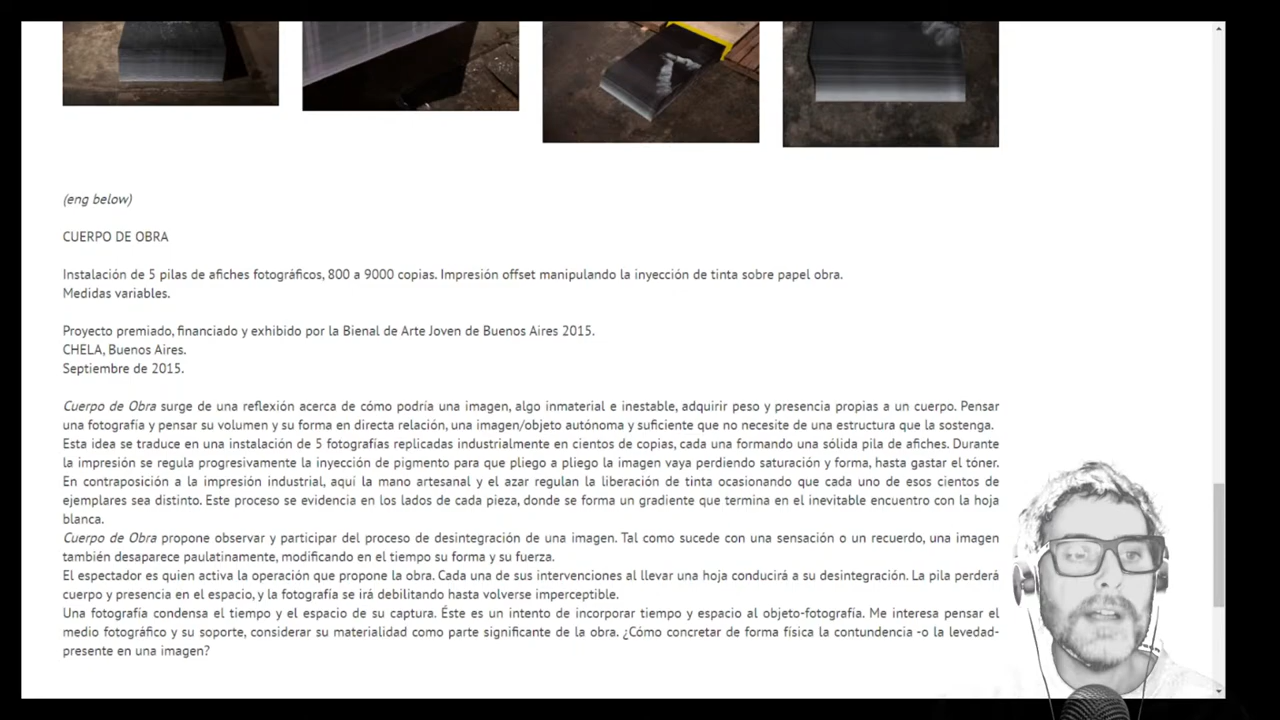 (eng below)
CUERPO DE OBRA
Instalación de 5 pilas de afiches fotográficos, 800 a 9000 copias. Impresión offset manipulando la inyección de tinta sobre papel obra.
Medidas variables.
Proyecto premiado, financiado y exhibido por la Bienal de Arte Joven de Buenos Aires 2015.
CHELA, Buenos Aires.
Septiembre de 2015.
Cuerpo de Obra surge de una reflexión acerca de cómo podría una imagen, algo inmaterial e inestable, adquirir peso y presencia propias a un cuerpo. Pensar
una fotografía y pensar su volumen y su forma en directa relación, una imagen/objeto autónoma y suficiente que no necesite de una estructura que la sostenga.
Esta idea se traduce en una instalación de 5 fotografías replicadas industrialmente en cientos de copias, cada una formando una sólida pila de afiches. Durante
la impresión se regula progresivamente la inyección de pigmento para que pliego a pliego la imagen vaya perdiendo saturación y forma, hasta gastar el tóner.
En contraposición a la impresión industrial, aquí la mano artesanal y el azar regulan la liberación de tinta ocasionando que cada uno de esos cientos de
ejemplares sea distinto. Este proceso se evidencia en los lados de cada pieza, donde se forma un gradiente que termina en el inevitable encuentro con la hoja
blanca.
Cuerpo de Obra propone observar y participar del proceso de desintegración de una imagen. Tal como sucede con una sensación o un recuerdo, una imagen
también desaparece paulatinamente, modificando en el tiempo su forma y su fuerza.
El espectador es quien activa la operación que propone la obra. Cada una de sus intervenciones al llevar una hoja conducirá a su desintegración. La pila perderá
cuerpo y presencia en el espacio, y la fotografía se irá debilitando hasta volverse imperceptible.
Una fotografía condensa el tiempo y el espacio de su captura. Éste es un intento de incorporar tiempo y espacio al objeto-fotografía. Me interesa pensar el
medio fotográfico y su soporte, considerar su materialidad como parte significante de la obra. ¿Cómo concretar de forma física la contundencia -o la levedad-
presente en una imagen?